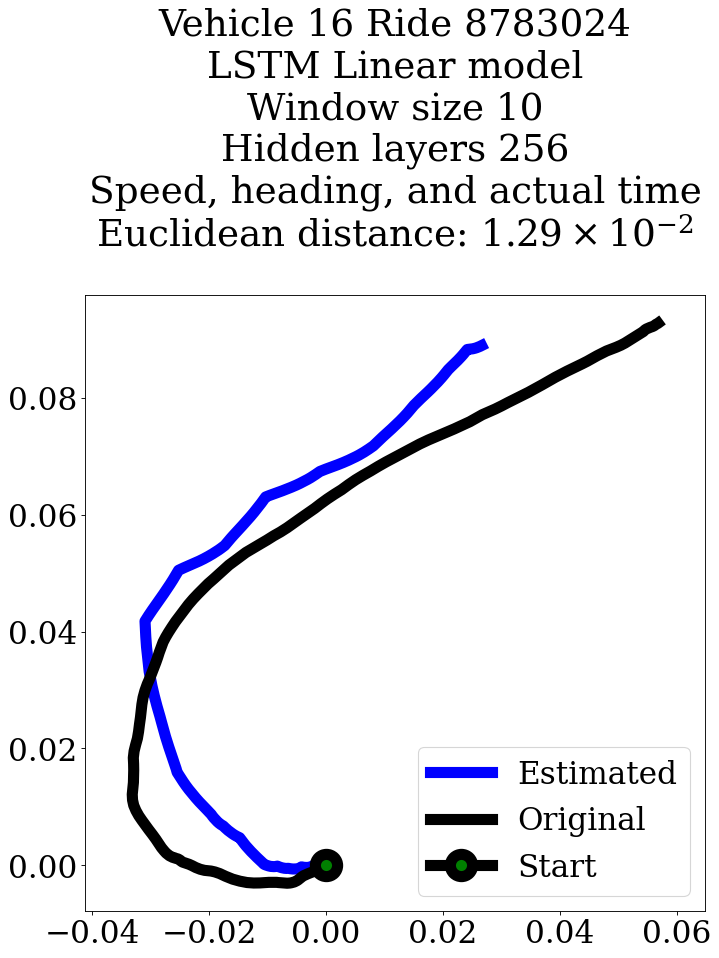 Vehicle 16 Ride 8783024
LSTM Linear model
Window size 10
Hidden layers 256
Speed, heading, and actual time
Euclidean distance: 1.29 × 10⁻²
0.08
0.06
0.04
0.02
0.00
Estimated
Original
Start
−0.04 −0.02 0.00 0.02 0.04 0.06